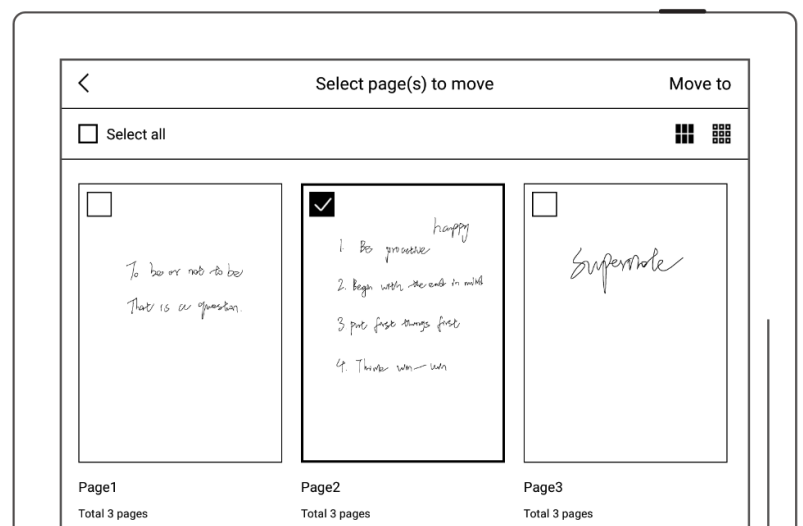 Select page(s) to move
Move to
Select all
To be or not to be
That is a question.
happy
1. Be proactive
2. Begin with the end in mind
3 put first things first
4. Think win-win
Supernote
Page1
Page2
Page3
Total 3 pages
Total 3 pages
Total 3 pages